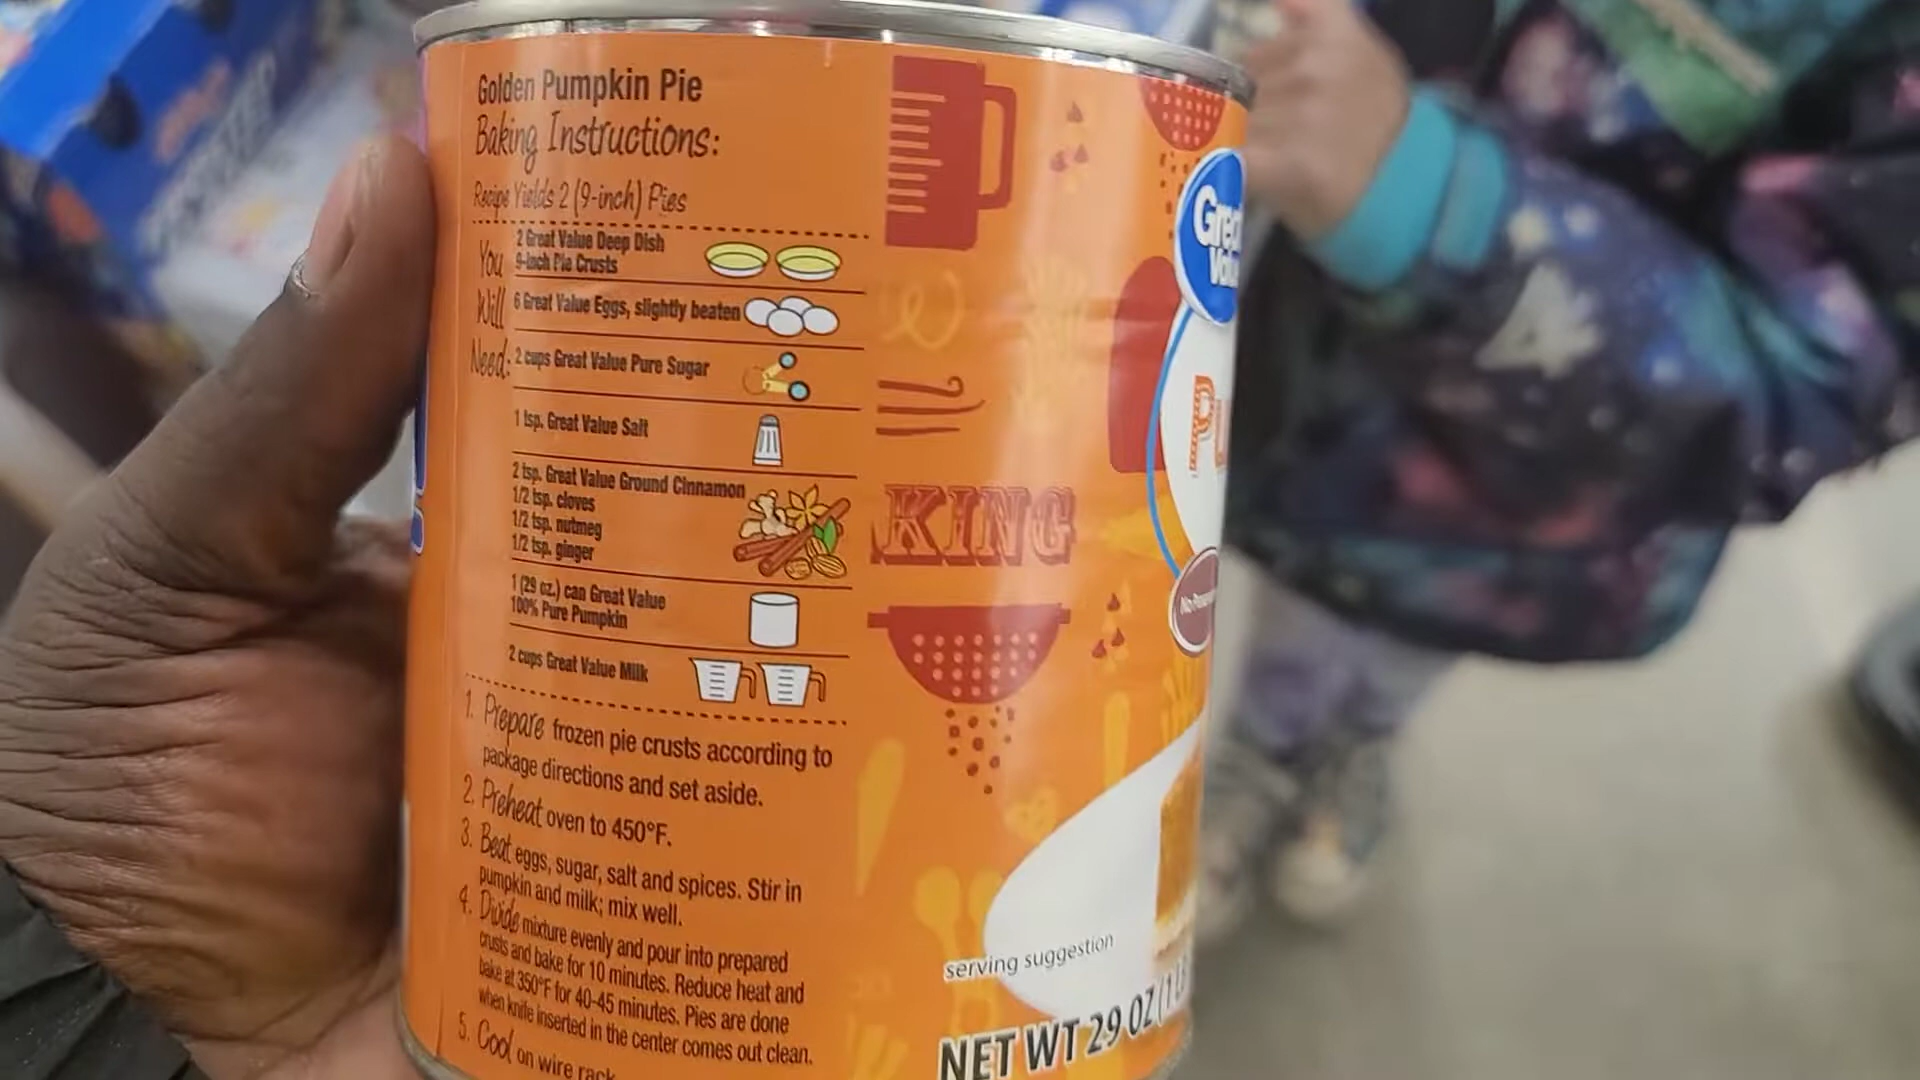 Golden Pumpkin Pie
Baking Instructions:
Recipe Yields 2 (9-inch) Pies
You Will Need:
2 Great Value Deep Dish
9-inch Pie Crusts
6 Great Value Eggs, slightly beaten
2 cups Great Value Pure Sugar
1 tsp. Great Value Salt
2 tsp. Great Value Ground Cinnamon
1/2 tsp. cloves
1/2 tsp. nutmeg
1/2 tsp. ginger
1 (29 oz.) can Great Value
100% Pure Pumpkin
2 cups Great Value Milk
1. Prepare frozen pie crusts according to
package directions and set aside.
2. Preheat oven to 450°F.
3. Beat eggs, sugar, salt and spices. Stir in
pumpkin and milk; mix well.
4. Divide mixture evenly and pour into prepared
crusts and bake for 10 minutes. Reduce heat and
bake at 350°F for 40-45 minutes. Pies are done
when knife inserted in the center comes out clean.
5. Cool on wire rack
KING
Great
Value
No
serving suggestion
NET WT 29 OZ (1